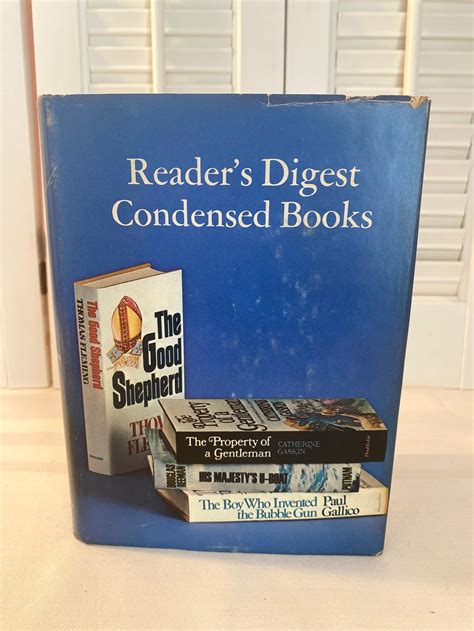 Reader's Digest
Condensed Books
The Good Shepherd
THOMAS FLEMING
The
Good
Shepherd
The Property of
a Gentleman
CATHERINE
GASKIN
HIS MAJESTY'S U-BOAT
The Boy Who Invented
the Bubble Gun
Paul
Gallico